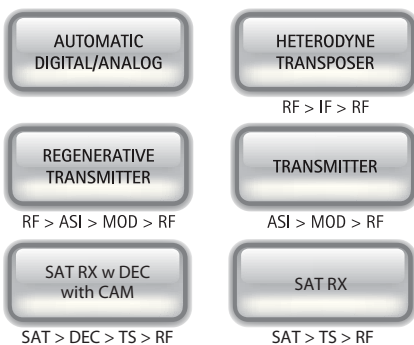 AUTOMATIC
DIGITAL/ANALOG
HETERODYNE
TRANSPOSER
RF > IF > RF
REGENERATIVE
TRANSMITTER
RF > ASI > MOD > RF
TRANSMITTER
ASI > MOD > RF
SAT RX w DEC
with CAM
SAT > DEC > TS > RF
SAT RX
SAT > TS > RF